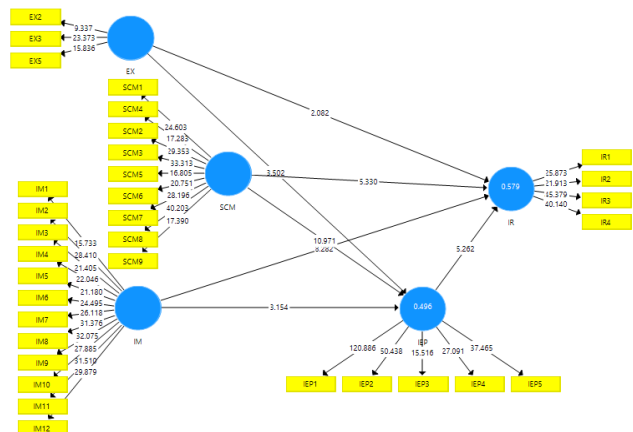 EX2
EX3
EX5
9.337
23.373
15.836
EX
SCM1
SCM4
SCM2
SCM3
SCM5
SCM6
SCM7
SCM8
SCM9
24.603
17.283
29.353
33.313
16.805
20.751
28.196
40.203
17.390
SCM
2.082
3.502
5.330
10.971
3.154
5.262
IM1
IM2
IM3
IM4
IM5
IM6
IM7
IM8
IM9
IM10
IM11
IM12
15.733
28.410
21.405
22.046
21.180
24.495
26.118
31.376
32.075
27.885
31.510
29.879
IM
0.579
IR
21.913
40.140
IR1
IR2
IR3
IR4
0.496
IEP
120.886
50.438
15.516
27.091
37.465
IEP1
IEP2
IEP3
IEP4
IEP5